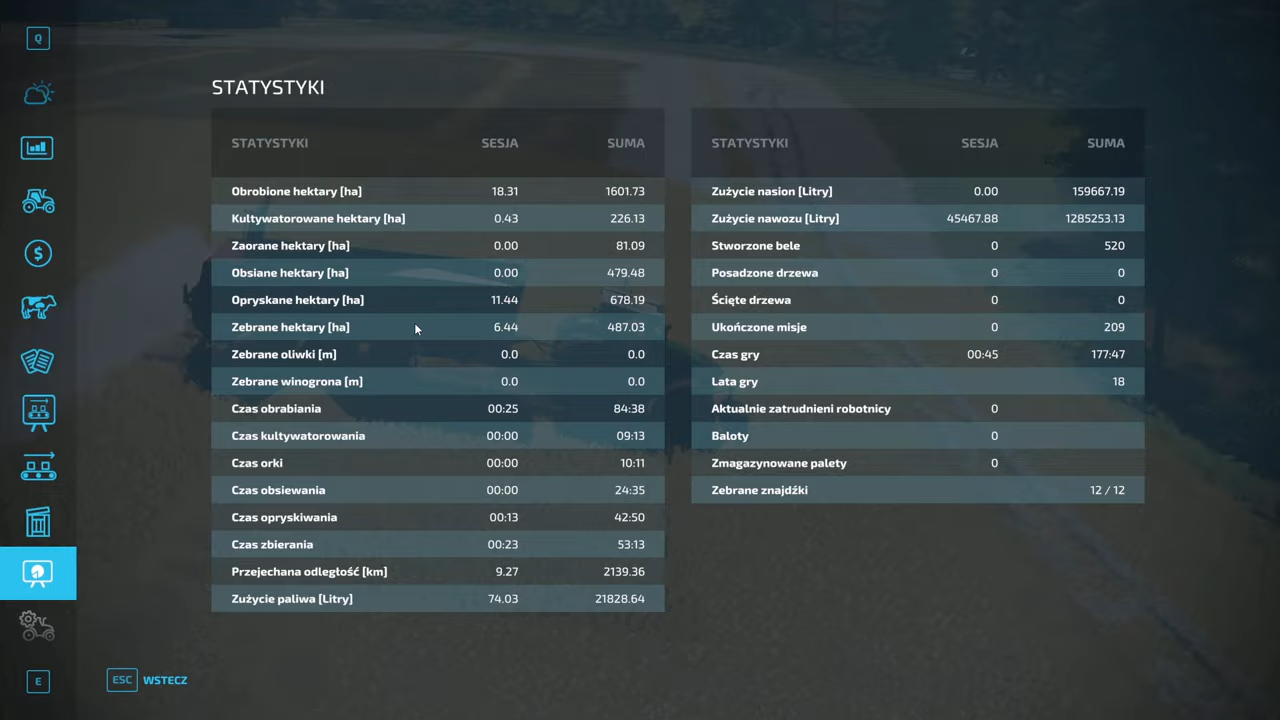 Q
STATYSTYKI
STATYSTYKI SESJA SUMA
Obrobione hektary [ha] 18.31 1601.73
Kultywatorowane hektary [ha] 0.43 226.13
Zaorane hektary [ha] 0.00 81.09
Obsiane hektary [ha] 0.00 479.48
Opryskane hektary [ha] 11.44 678.19
Zebrane hektary [ha] 6.44 487.03
Zebrane oliwki [m] 0.0 0.0
Zebrane winogrona [m] 0.0 0.0
Czas obrabiania 00:25 84:38
Czas kultywatorowania 00:00 09:13
Czas orki 00:00 10:11
Czas obsiewania 00:00 24:35
Czas opryskiwania 00:13 42:50
Czas zbierania 00:23 53:13
Przejechana odległość [km] 9.27 2139.36
Zużycie paliwa [Litry] 74.03 21828.64
STATYSTYKI SESJA SUMA
Zużycie nasion [Litry] 0.00 159667.19
Zużycie nawozu [Litry] 45467.88 1285253.13
Stworzone bele 0 520
Posadzone drzewa 0 0
Ścięte drzewa 0 0
Ukończone misje 0 209
Czas gry 00:45 177:47
Lata gry 18
Aktualnie zatrudnieni robotnicy 0
Baloty 0
Zmagazynowane palety 0
Zebrane znajdźki 12 / 12
E
ESC WSTECZ